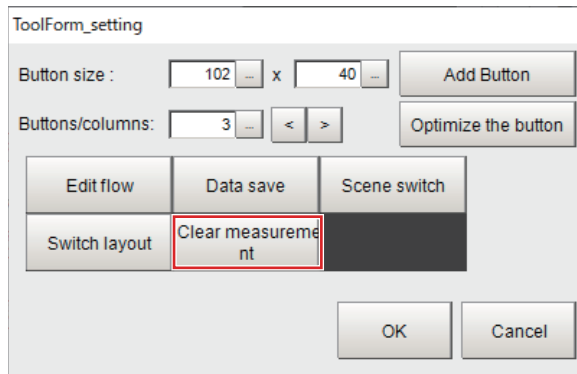 ToolForm_setting
Button size : 102 ... x 40 ... Add Button
Buttons/columns: 3 ... < > Optimize the button
Edit flow Data save Scene switch
Switch layout Clear measureme
nt
OK Cancel